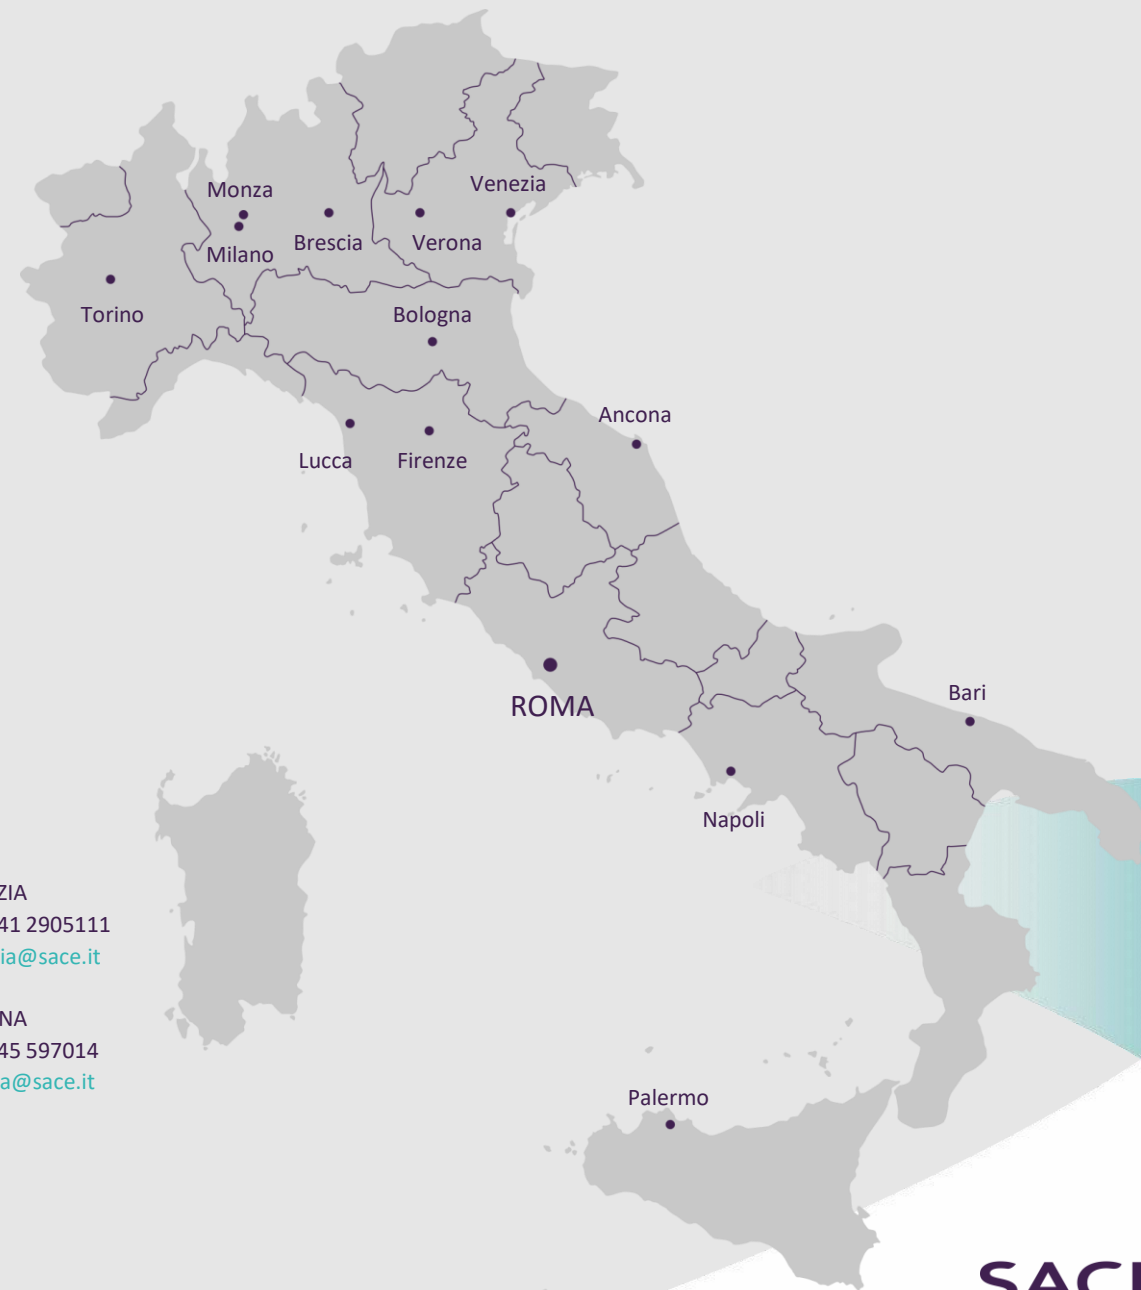 Monza
Venezia
Milano
Brescia
Verona
Torino
Bologna
Ancona
Lucca
Firenze
ROMA
Bari
Napoli
ZIA
41 2905111
ia@sace.it
NA
45 597014
a@sace.it
Palermo
SACE